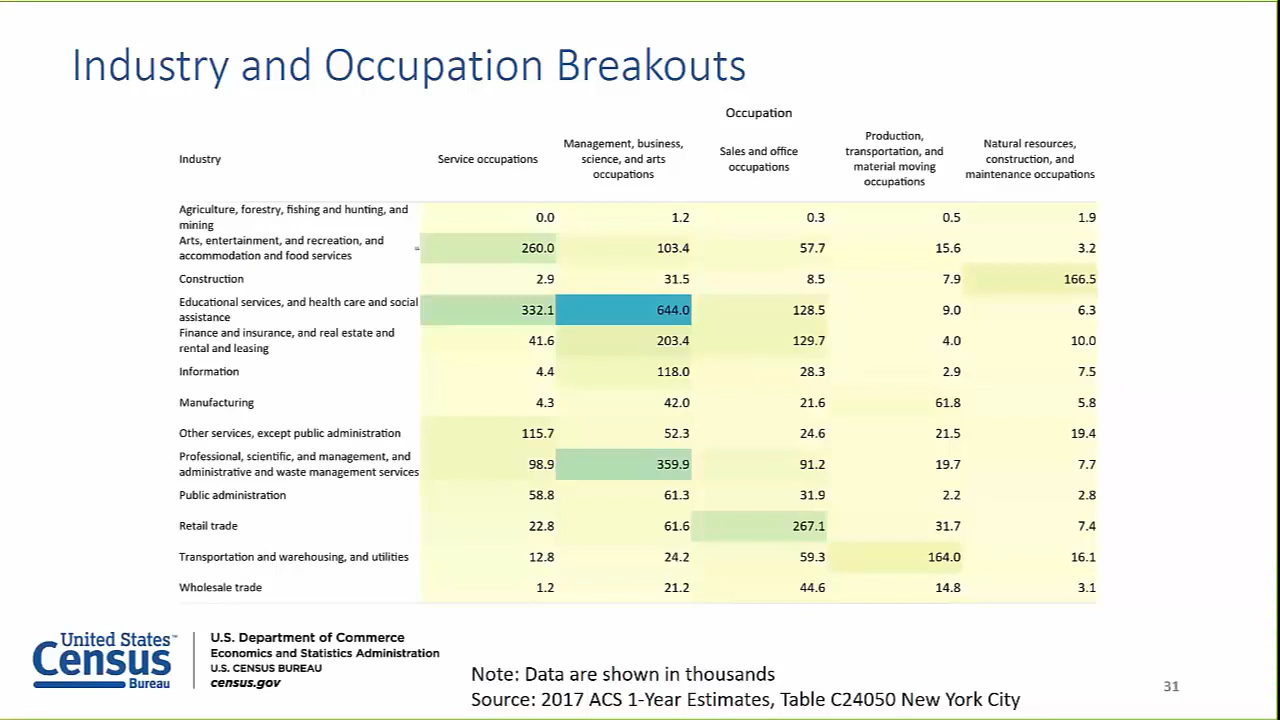 Industry and Occupation Breakouts
Occupation
Industry
Service occupations
Management, business,
science, and arts
occupations
Sales and office
occupations
Production,
transportation, and
material moving
occupations
Natural resources,
construction, and
maintenance occupations
Agriculture, forestry, fishing and hunting, and
mining
0.0 1.2 0.3 0.5 1.9
Arts, entertainment, and recreation, and
accommodation and food services
260.0 103.4 57.7 15.6 3.2
Construction 2.9 31.5 8.5 7.9 166.5
Educational services, and health care and social
assistance
332.1 644.0 128.5 9.0 6.3
Finance and insurance, and real estate and
rental and leasing
41.6 203.4 129.7 4.0 10.0
Information 4.4 118.0 28.3 2.9 7.5
Manufacturing 4.3 42.0 21.6 61.8 5.8
Other services, except public administration 115.7 52.3 24.6 21.5 19.4
Professional, scientific, and management, and
administrative and waste management services
98.9 359.9 91.2 19.7 7.7
Public administration 58.8 61.3 31.9 2.2 2.8
Retail trade 22.8 61.6 267.1 31.7 7.4
Transportation and warehousing, and utilities 12.8 24.2 59.3 164.0 16.1
Wholesale trade 1.2 21.2 44.6 14.8 3.1
United States™
Census
Bureau
U.S. Department of Commerce
Economics and Statistics Administration
U.S. CENSUS BUREAU
census.gov
Note: Data are shown in thousands
Source: 2017 ACS 1-Year Estimates, Table C24050 New York City
31